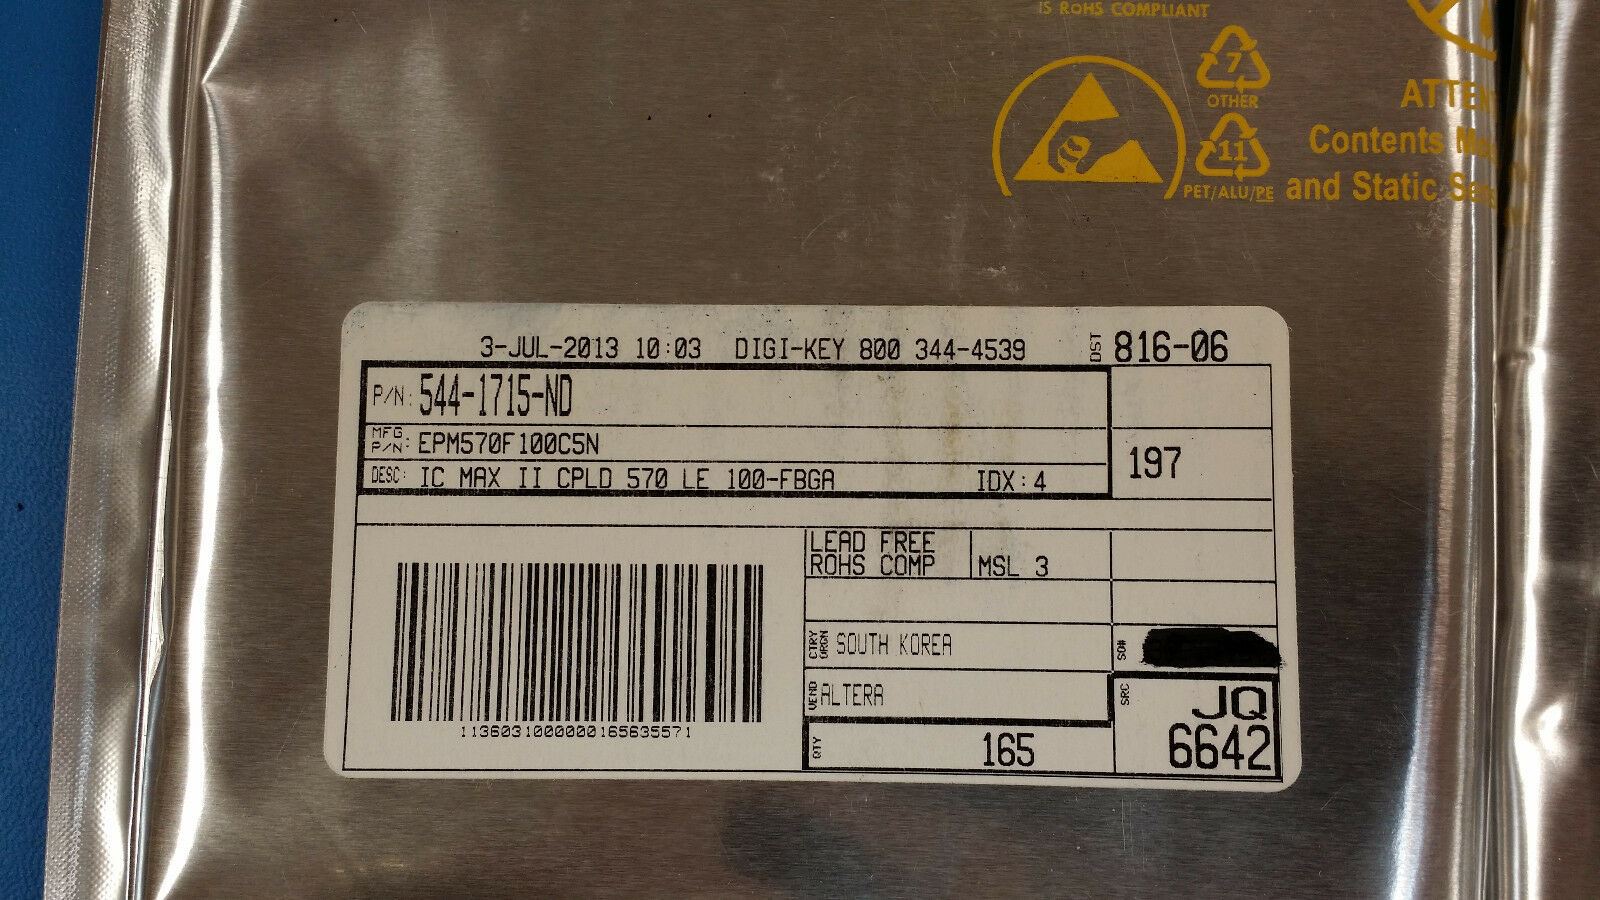 IS RoHS COMPLIANT
7
OTHER
11
PET/ALU/PE
Contents
and Static
3-JUL-2013 10:03 DIGI-KEY 800 344-4539 DST 816-06
P/N: 544-1715-ND
MFG P/N: EPM570F100C5N
197
DESC: IC MAX II CPLD 570 LE 100-FBGA IDX:4
LEAD FREE
ROHS COMP MSL 3
CTRY ORGN SOUTH KOREA SO#
VEND ALTERA SRC JQ
1136031000000165635571
QTY 165 6642